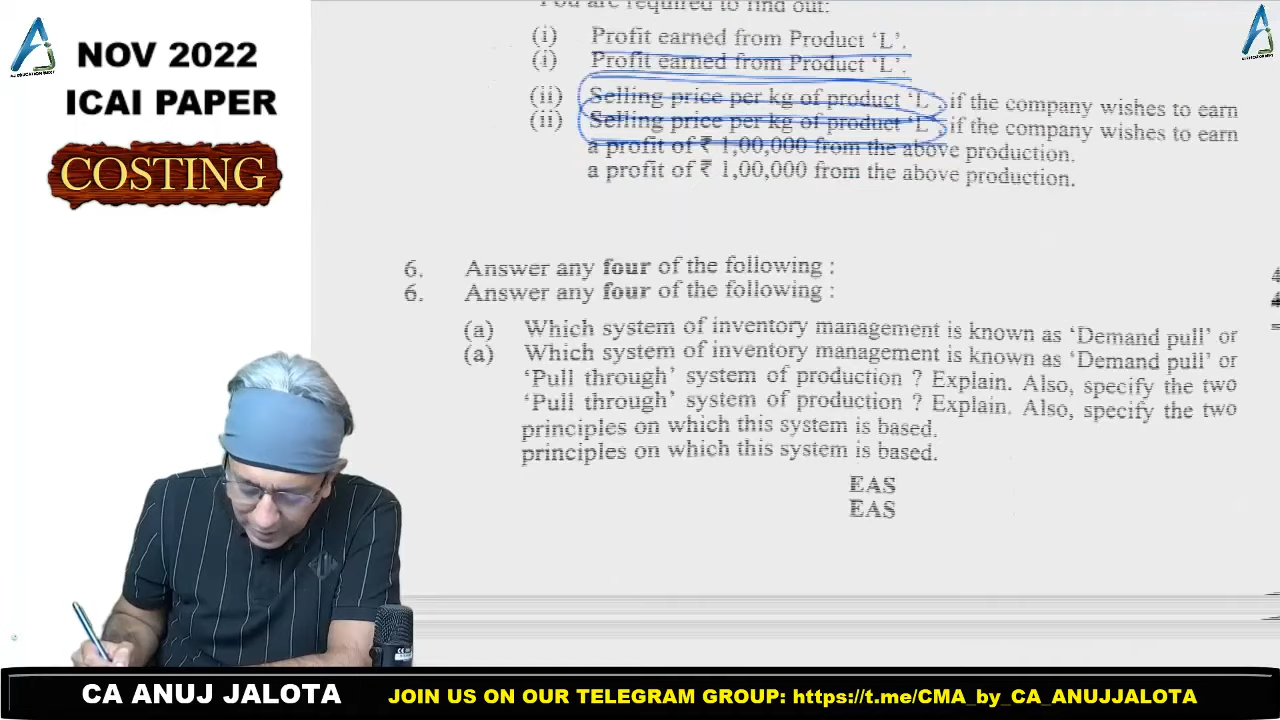 NOV 2022
ICAI PAPER
COSTING
You are required to find out:
(i) Profit earned from Product ‘L’.
(i) Profit earned from Product ‘L’.
(ii) Selling price per kg of product ‘L’ if the company wishes to earn
(ii) Selling price per kg of product ‘L’ if the company wishes to earn
a profit of ₹ 1,00,000 from the above production.
a profit of ₹ 1,00,000 from the above production.
6. Answer any four of the following :
6. Answer any four of the following :
(a) Which system of inventory management is known as ‘Demand pull’ or
(a) Which system of inventory management is known as ‘Demand pull’ or
‘Pull through’ system of production ? Explain. Also, specify the two
‘Pull through’ system of production ? Explain. Also, specify the two
principles on which this system is based.
principles on which this system is based.
EAS
EAS
CA ANUJ JALOTA
JOIN US ON OUR TELEGRAM GROUP: https://t.me/CMA_by_CA_ANUJJALOTA